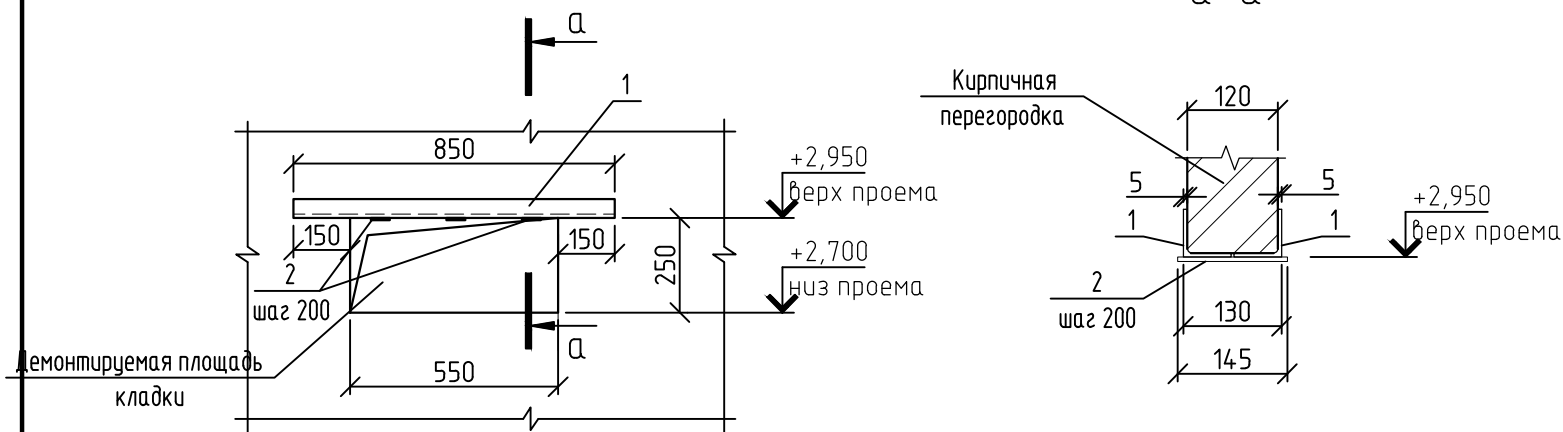 a
1
850
+2,950
верх проема
150
150
250
2
шаг 200
+2,700
низ проема
a
Демонтируемая площадь
кладки
550
Кирпичная
перегородка
120
5
5
1
1
+2,950
верх проема
2
шаг 200
130
145